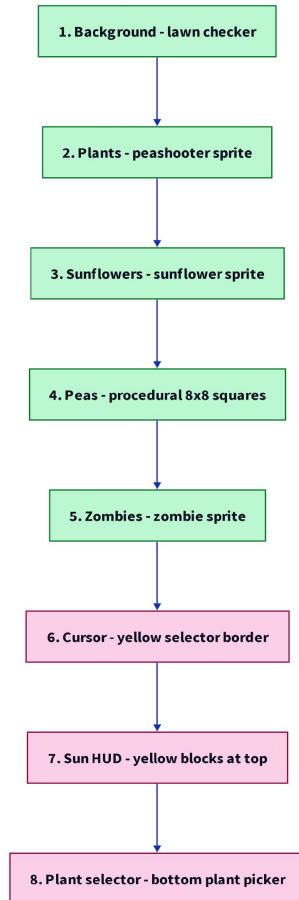 1. Background - lawn checker
2. Plants - peashooter sprite
3. Sunflowers - sunflower sprite
4. Peas - procedural 8x8 squares
5. Zombies - zombie sprite
6. Cursor - yellow selector border
7. Sun HUD - yellow blocks at top
8. Plant selector - bottom plant picker